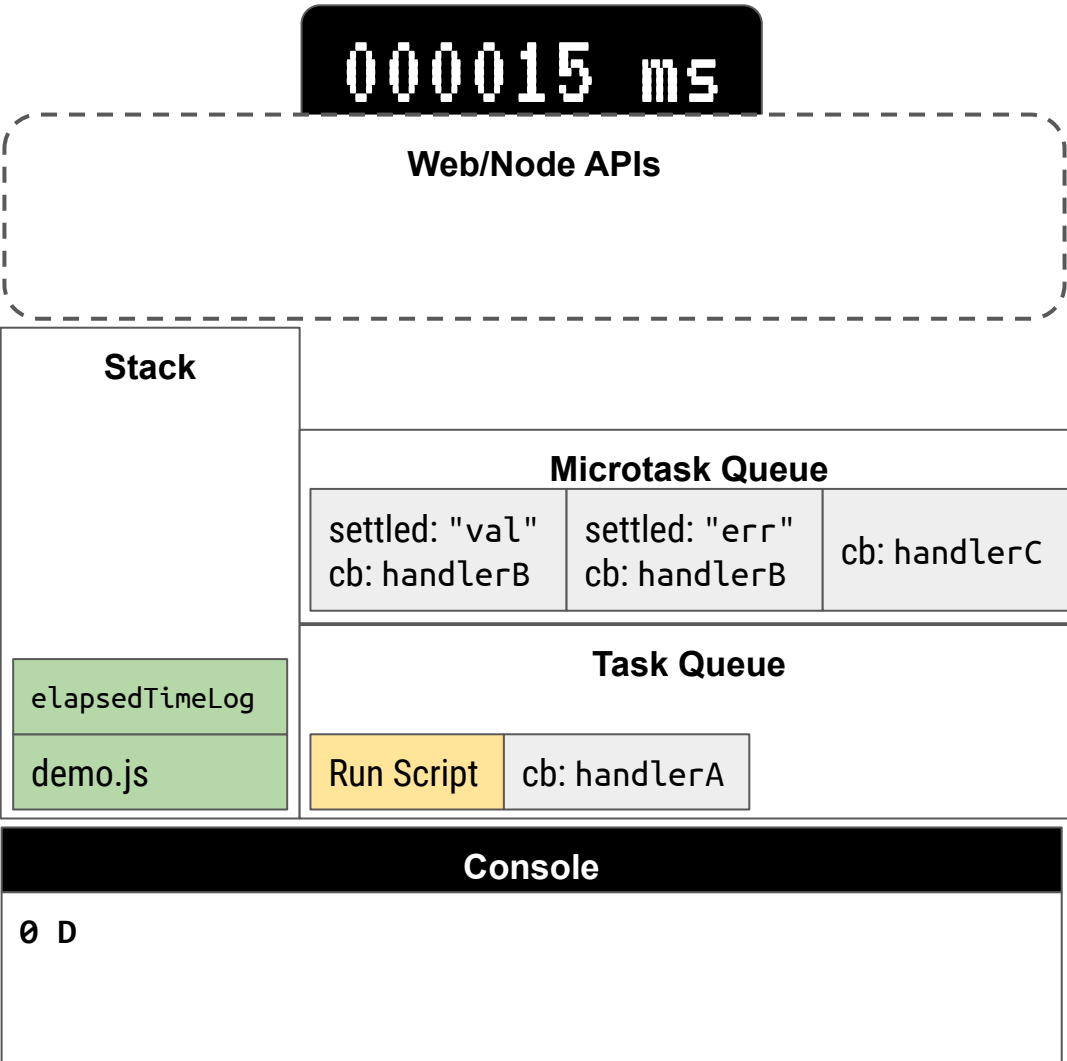 000015 ms
Web/Node APIs
Stack
Microtask Queue
settled: "val"
cb: handlerB
settled: "err"
cb: handlerB
cb: handlerC
Task Queue
elapsedTimeLog
demo.js
Run Script
cb: handlerA
Console
0 D